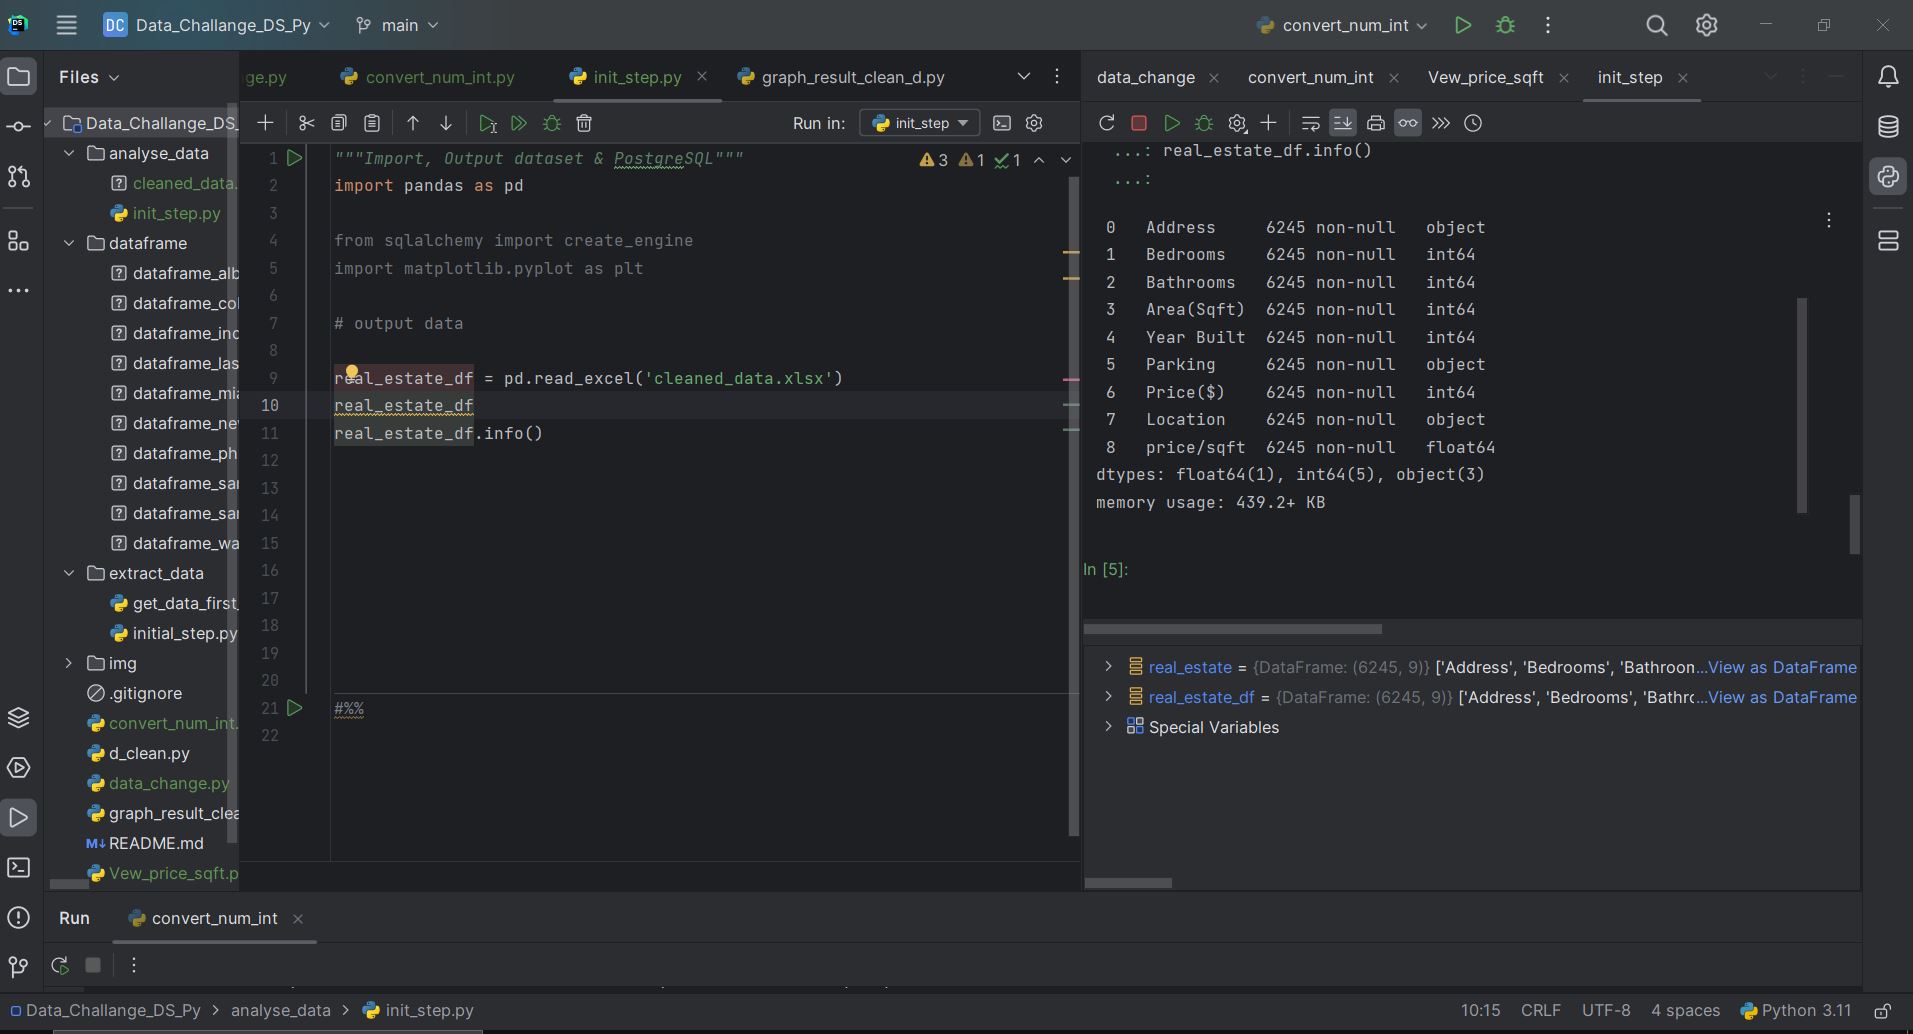 DS
DC Data_Challange_DS_Py main convert_num_int
Files
Data_Challange_DS_
analyse_data
cleaned_data.
init_step.py
dataframe
dataframe_alb
dataframe_col
dataframe_ind
dataframe_las
dataframe_mia
dataframe_ne
dataframe_ph
dataframe_sai
dataframe_sai
dataframe_wa
extract_data
get_data_first_
initial_step.py
img
.gitignore
convert_num_int.
d_clean.py
data_change.py
graph_result_clea
M↓ README.md
Vew_price_sqft.p
ge.py convert_num_int.py init_step.py graph_result_clean_d.py
Run in: init_step
3 1 1
1 """Import, Output dataset & PostgreSQL"""
2 import pandas as pd
3
4 from sqlalchemy import create_engine
5 import matplotlib.pyplot as plt
6
7 # output data
8
9 real_estate_df = pd.read_excel('cleaned_data.xlsx')
10 real_estate_df
11 real_estate_df.info()
12
13
14
15
16
17
18
19
20
21 #%%
22
data_change convert_num_int Vew_price_sqft init_step
...: real_estate_df.info()
...:
0 Address 6245 non-null object
1 Bedrooms 6245 non-null int64
2 Bathrooms 6245 non-null int64
3 Area(Sqft) 6245 non-null int64
4 Year Built 6245 non-null int64
5 Parking 6245 non-null object
6 Price($) 6245 non-null int64
7 Location 6245 non-null object
8 price/sqft 6245 non-null float64
dtypes: float64(1), int64(5), object(3)
memory usage: 439.2+ KB
In [5]:
real_estate = {DataFrame: (6245, 9)} ['Address', 'Bedrooms', 'Bathroon...View as DataFrame
real_estate_df = {DataFrame: (6245, 9)} ['Address', 'Bedrooms', 'Bathrc...View as DataFrame
Special Variables
Run convert_num_int
Data_Challange_DS_Py > analyse_data > init_step.py
10:15 CRLF UTF-8 4 spaces Python 3.11